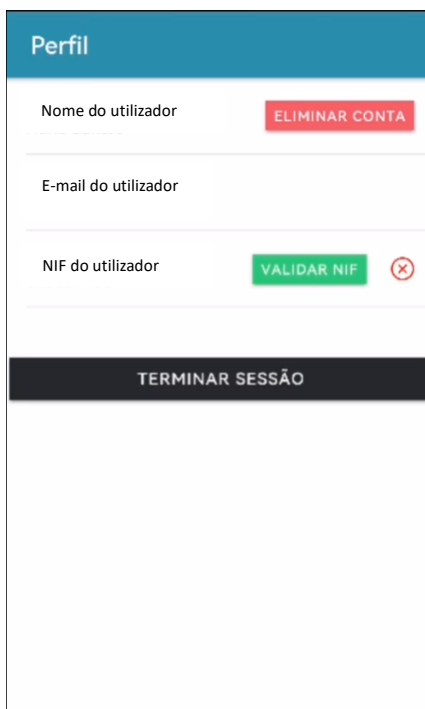 Perfil
Nome do utilizador ELIMINAR CONTA
E-mail do utilizador
NIF do utilizador VALIDAR NIF
TERMINAR SESSÃO